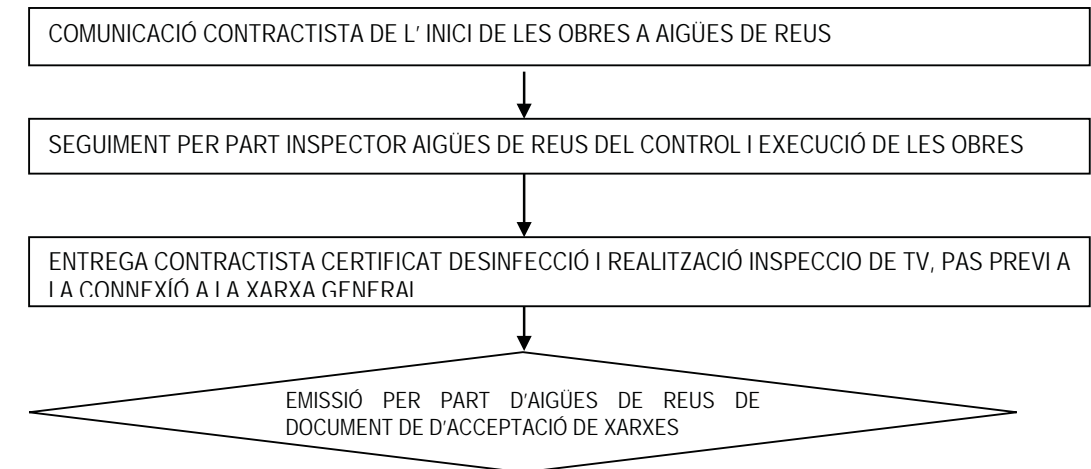 COMUNICACIÓ CONTRACTISTA DE L' INICI DE LES OBRES A AIGÜES DE REUS
SEGUIMENT PER PART INSPECTOR AIGÜES DE REUS DEL CONTROL I EXECUCIÓ DE LES OBRES
ENTREGA CONTRACTISTA CERTIFICAT DESINFECCIÓ I REALITZACIÓ INSPECCIO DE TV, PAS PREVI A
LA CONNEXÍÓ A LA XARXA GENERAL
EMISSIÓ PER PART D'AIGÜES DE REUS DE
DOCUMENT DE D'ACCEPTACIÓ DE XARXES